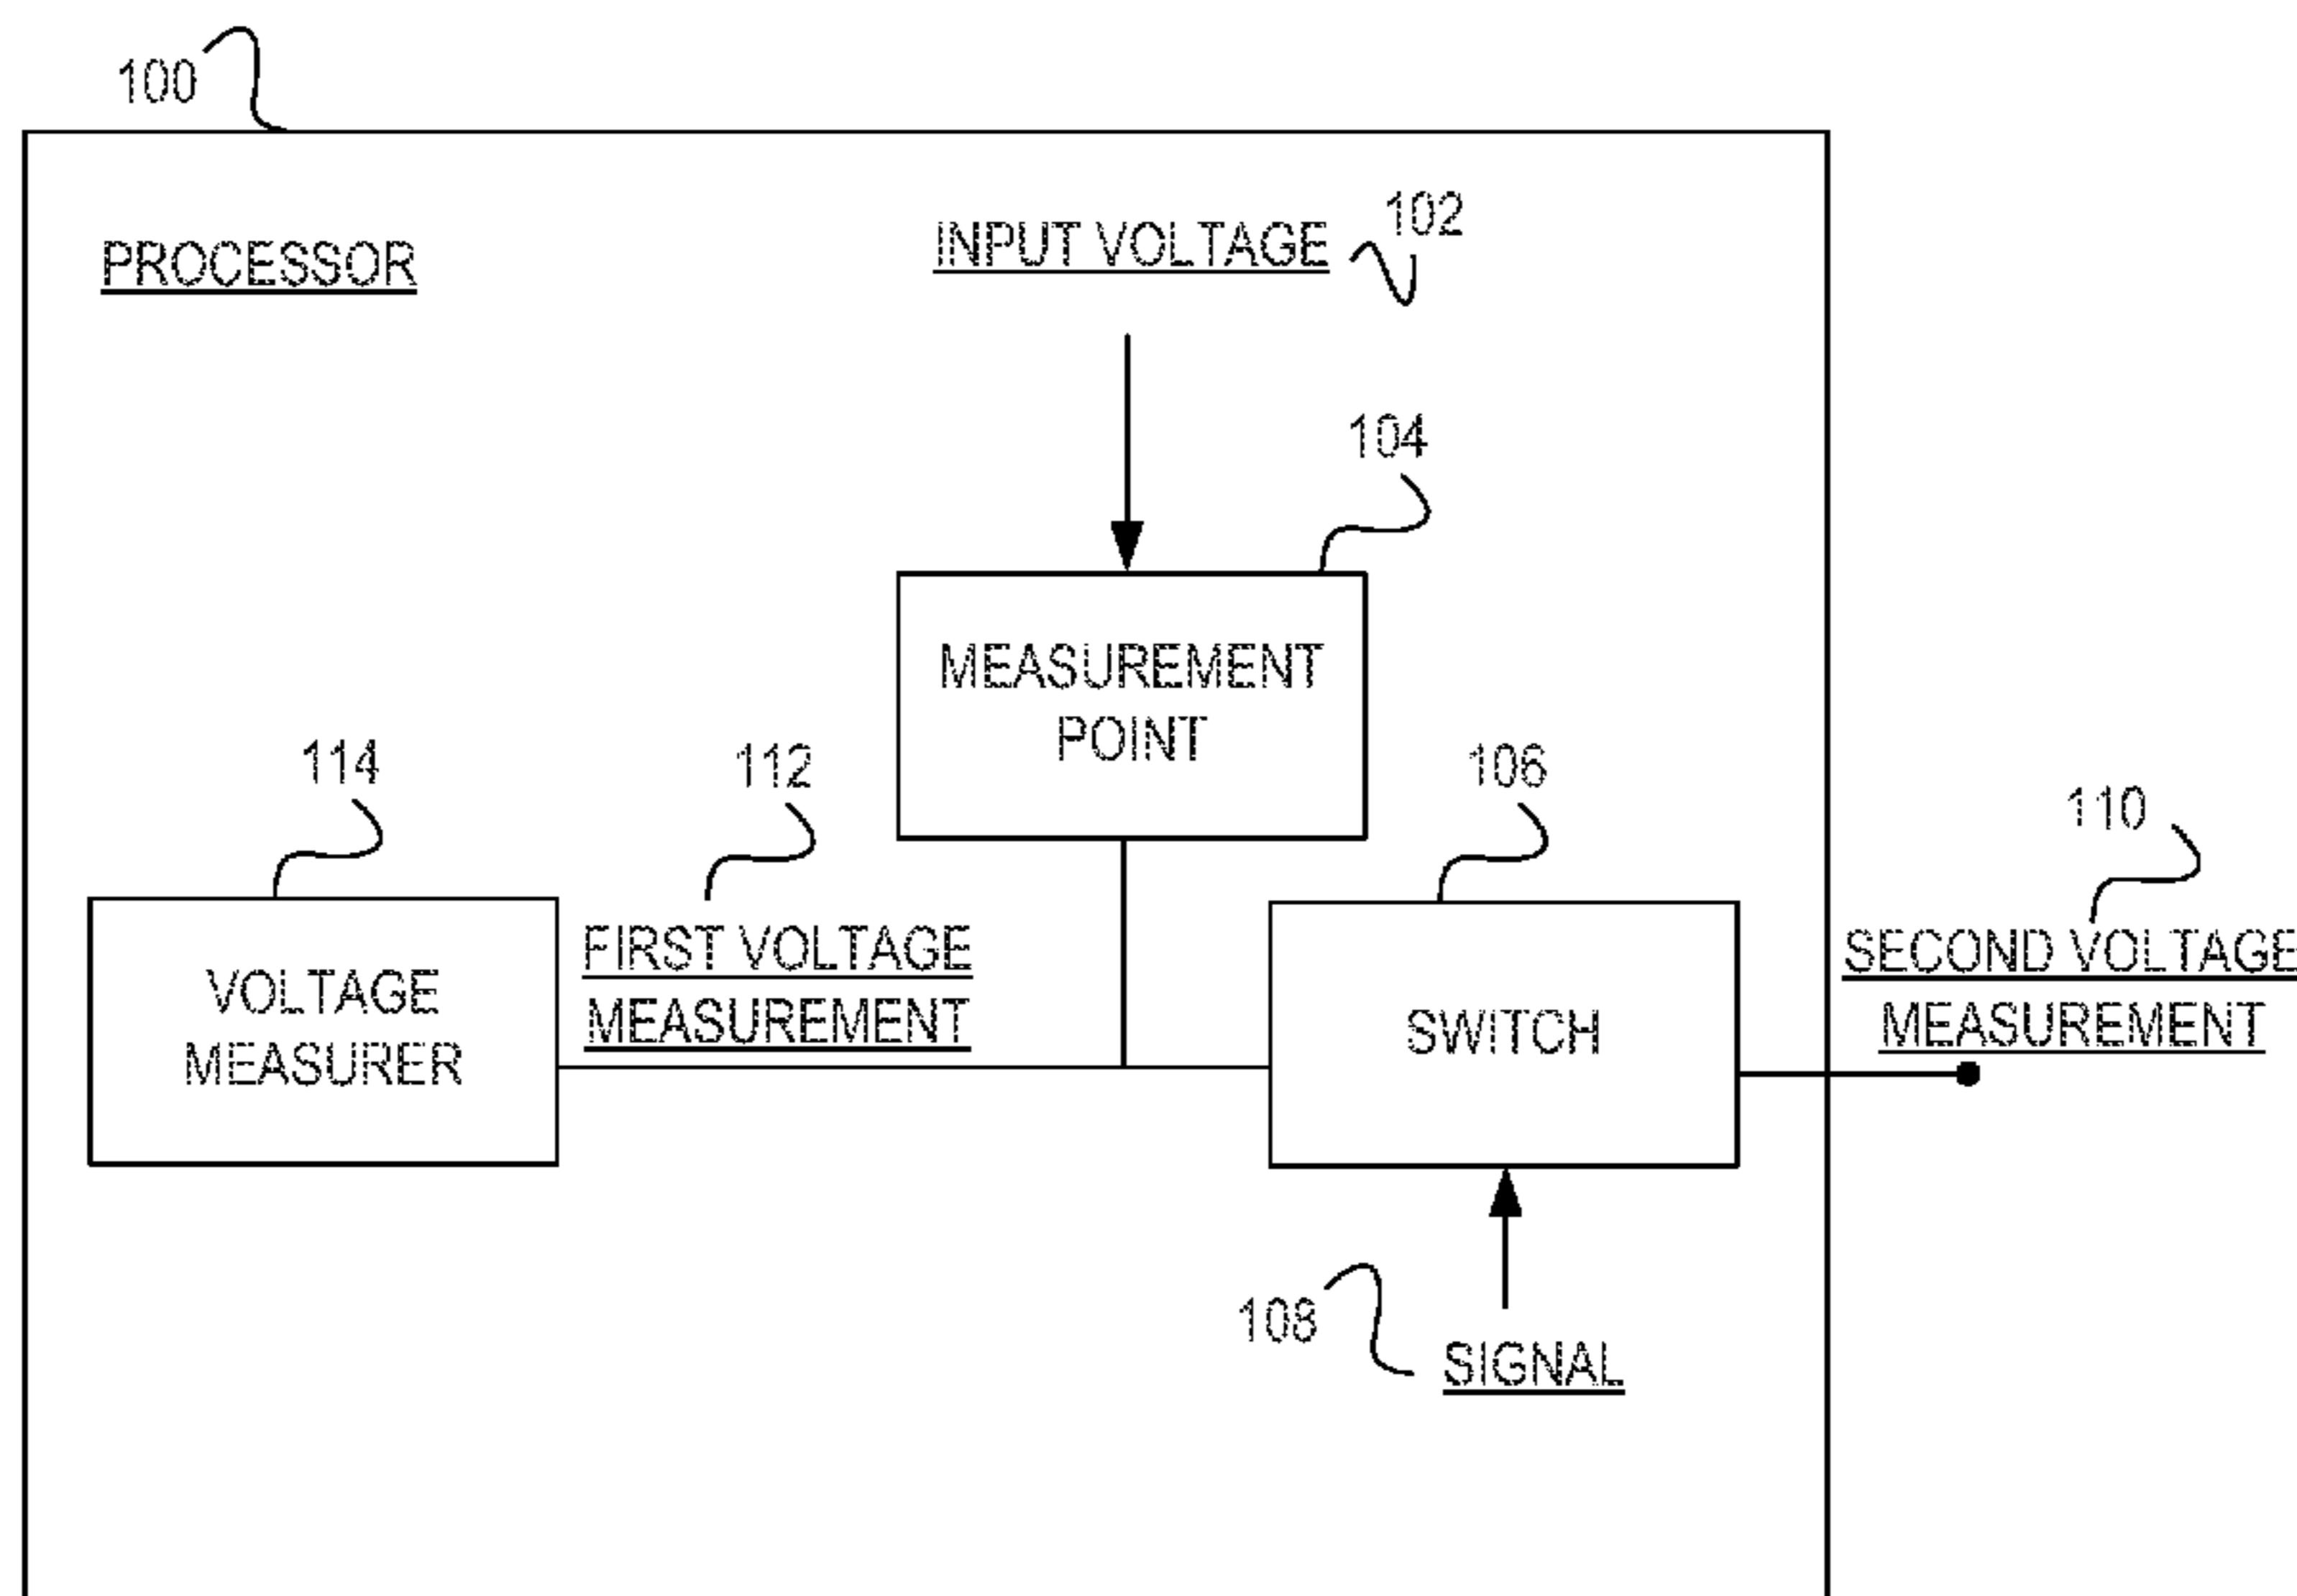 100
PROCESSOR
INPUT VOLTAGE
102
104
MEASUREMENT
POINT
114
112
106
110
VOLTAGE
MEASURER
FIRST VOLTAGE
MEASUREMENT
SWITCH
SECOND VOLTAGE
MEASUREMENT
108
SIGNAL